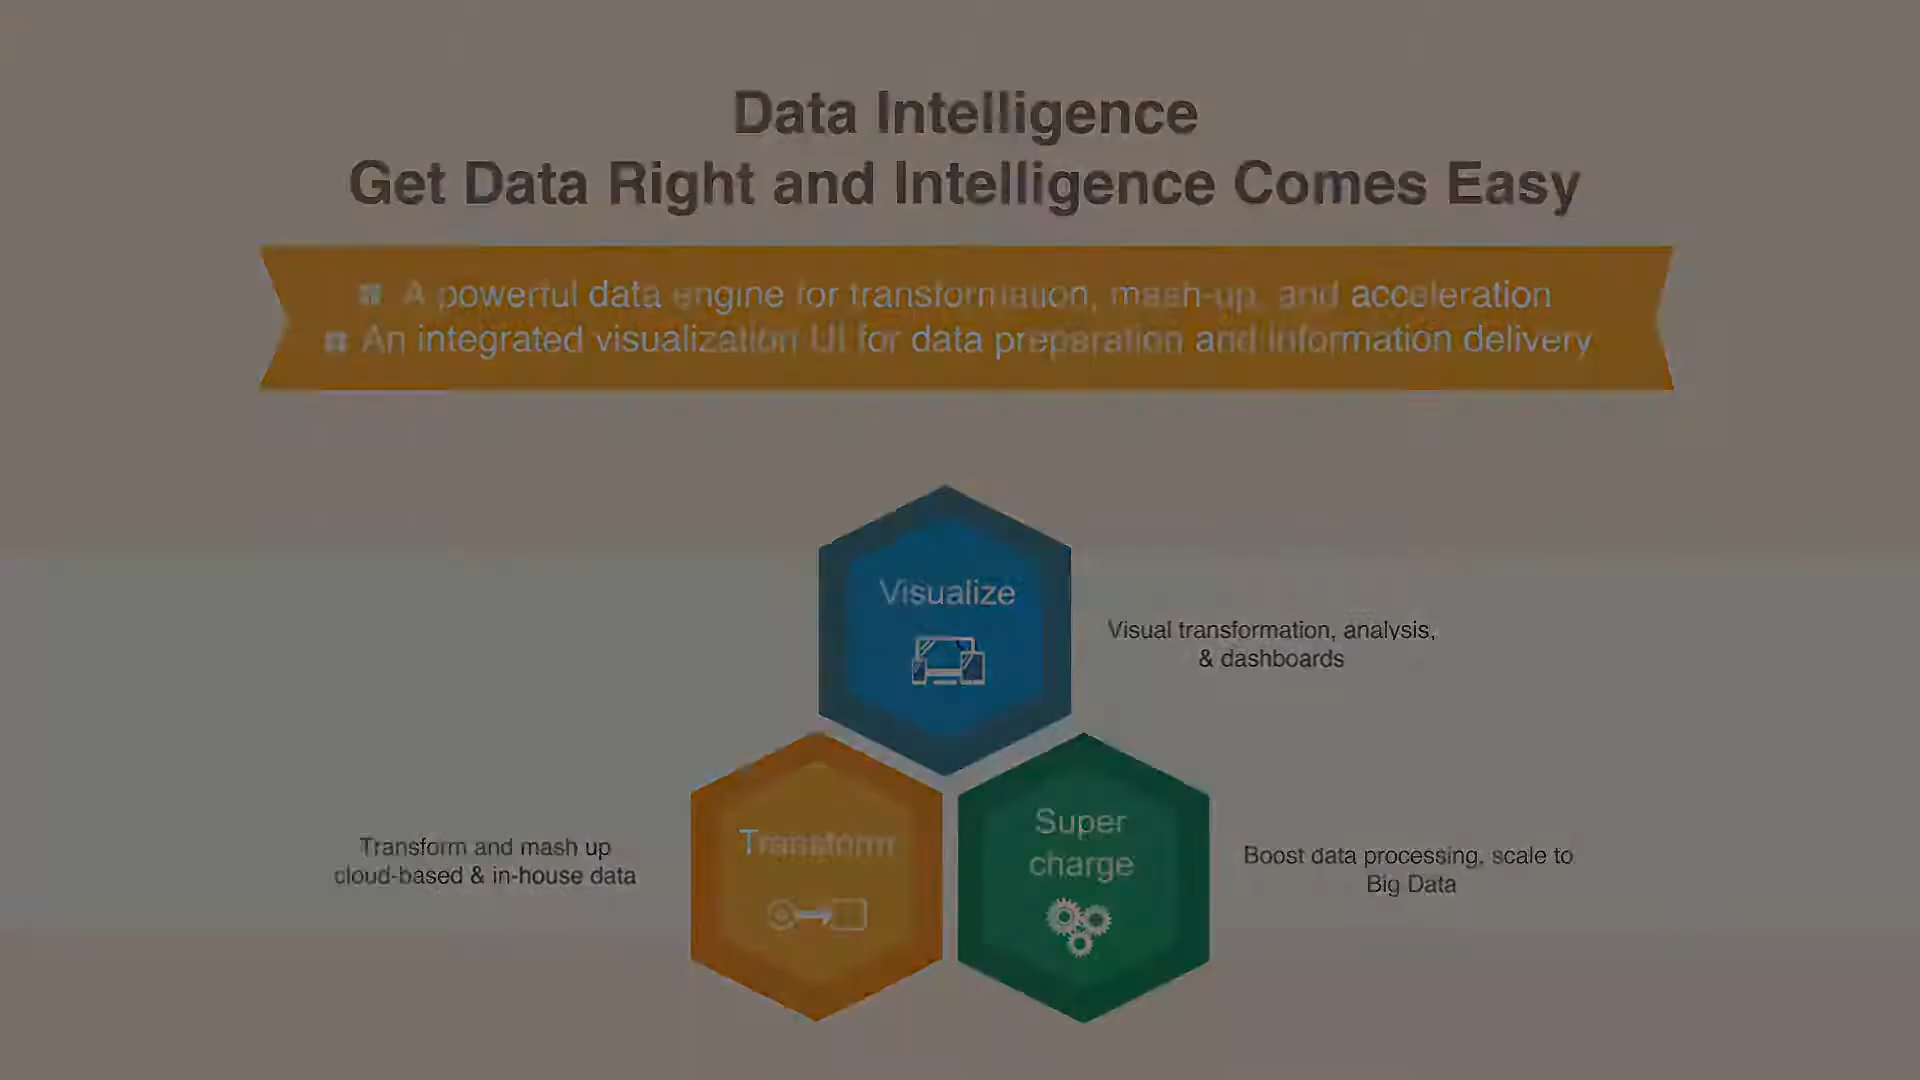 Data Intelligence
Get Data Right and Intelligence Comes Easy
A powerful data engine for transformation, mash-up, and acceleration
An integrated visualization UI for data preparation and information delivery
Visualize
Visual transformation, analysis,
& dashboards
Transform
Transform and mash up
cloud-based & in-house data
Super
charge
Boost data processing, scale to
Big Data